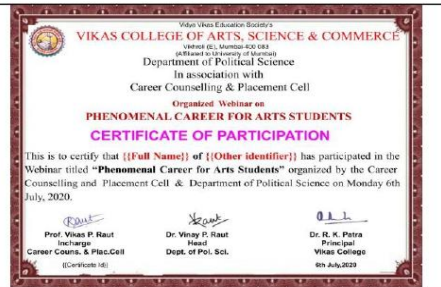 Vidya Vikas Education Society's
VIKAS COLLEGE OF ARTS, SCIENCE & COMMERCE
Vikhroli (E), Mumbai-400 083
(Affiliated to University of Mumbai)
Department of Political Science
In association with
Career Counselling & Placement Cell
Organized Webinar on
PHENOMENAL CAREER FOR ARTS STUDENTS
CERTIFICATE OF PARTICIPATION
This is to certify that {{Full Name}} of {{Other identifier}} has participated in the
Webinar titled “Phenomenal Career for Arts Students” organized by the Career
Counselling and Placement Cell & Department of Political Science on Monday 6th
July, 2020.
Prof. Vikas P. Raut
Incharge
Career Couns. & Plac.Cell
{{Certificate Id}}
Dr. Vinay P. Raut
Head
Dept. of Pol. Sci.
Dr. R. K. Patra
Principal
Vikas College
6th July,2020